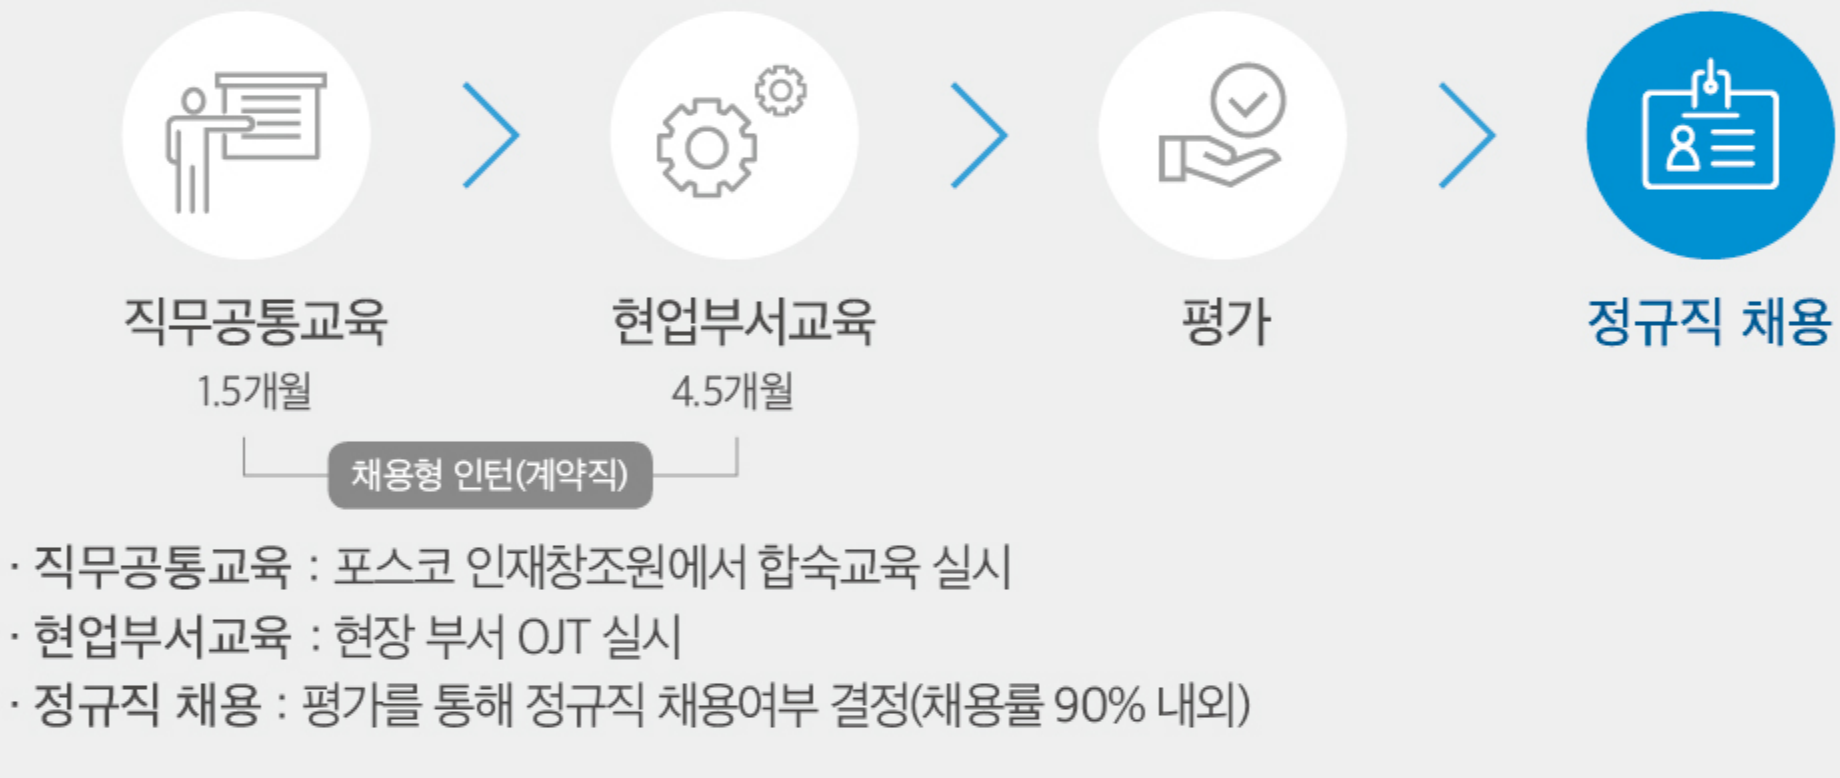 직무공통교육
1.5개월
현업부서교육
4.5개월
평가
정규직 채용
채용형 인턴(계약직)
· 직무공통교육 : 포스코 인재창조원에서 합숙교육 실시
· 현업부서교육 : 현장 부서 OJT 실시
· 정규직 채용 : 평가를 통해 정규직 채용여부 결정(채용률 90% 내외)